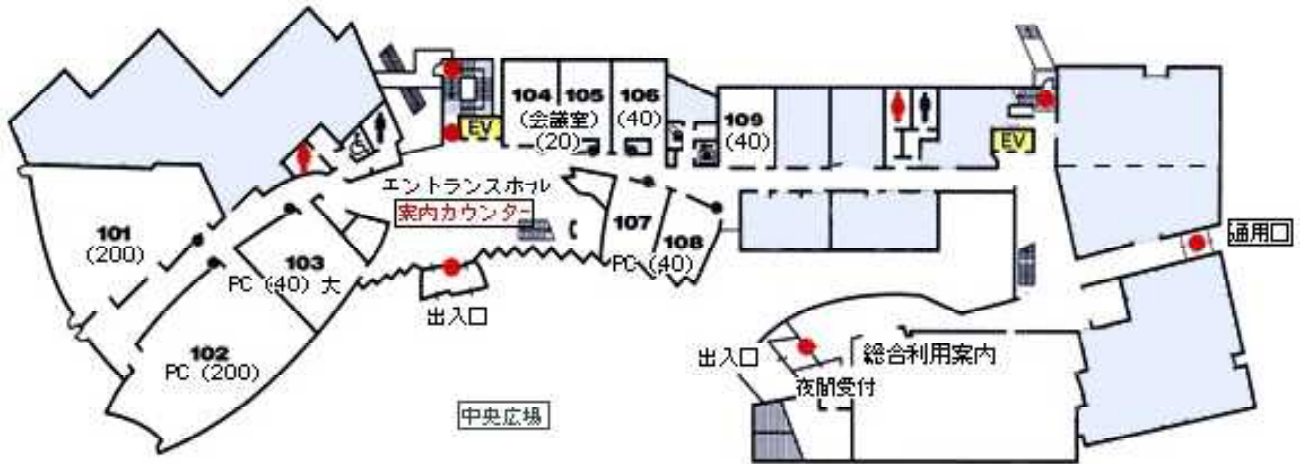 EV
104
105
(会議室)
(20)
106
(40)
109
(40)
EV
エントランスホル
案内カウンター
101
(200)
103
PC (40) 大
107
108
PC (40)
通用口
出入口
102
PC (200)
出入口
総合利用案内
夜間受付
中央広場